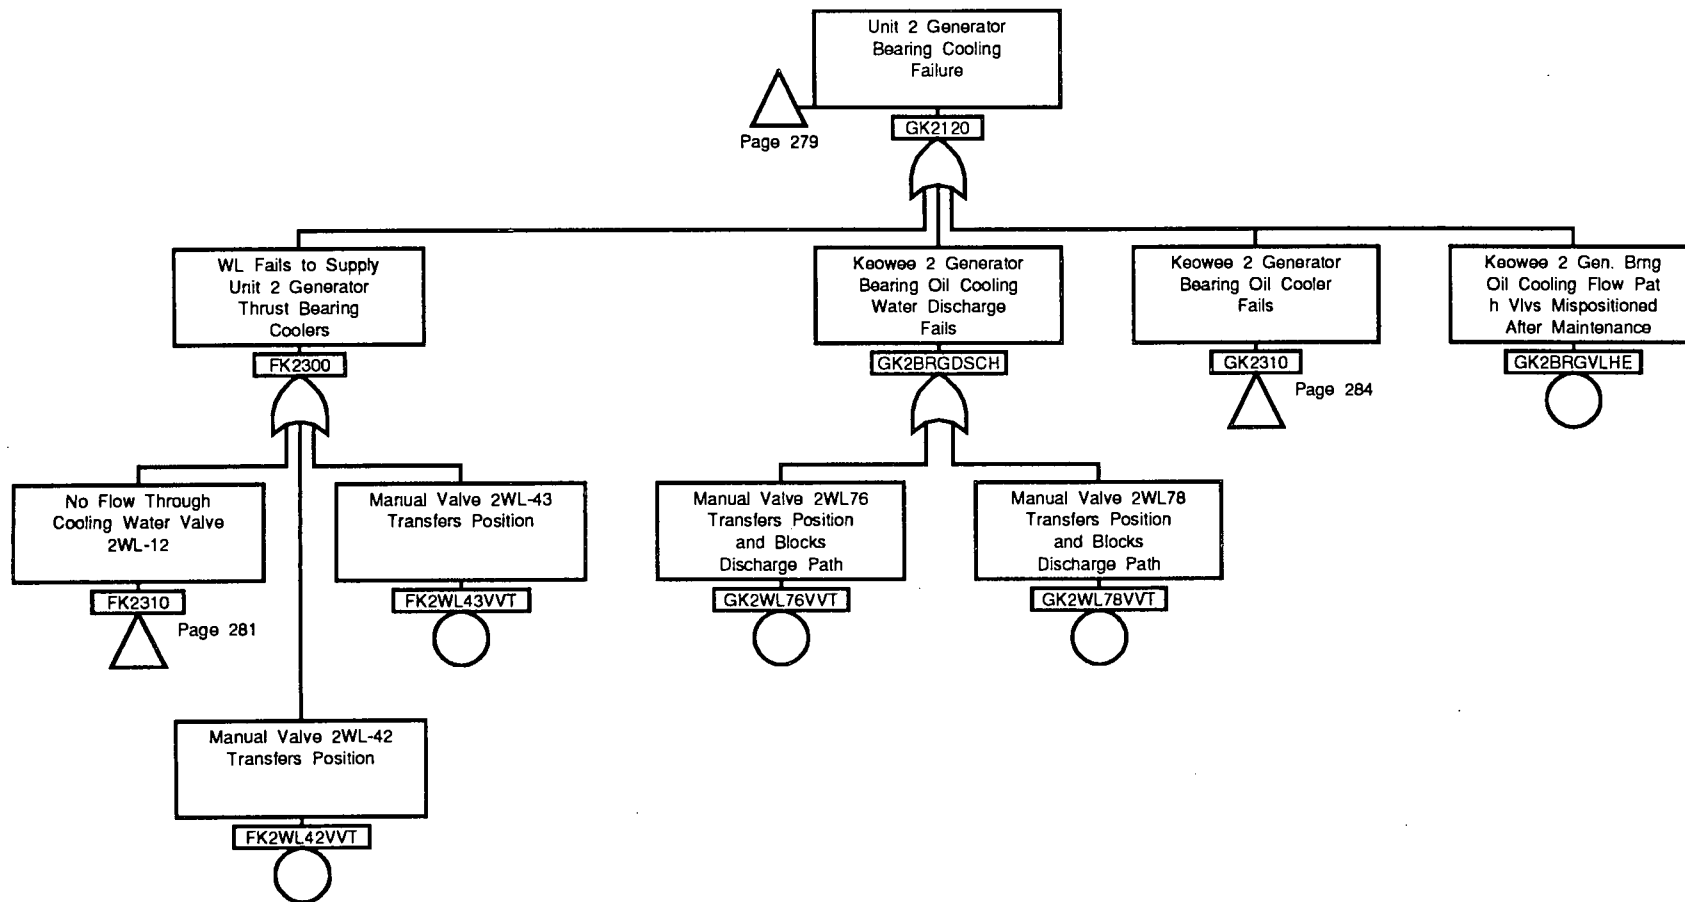 Unit 2 Generator
Bearing Cooling
Failure
Page 279
GK2120
WL Fails to Supply
Unit 2 Generator
Thrust Bearing
Coolers
FK2300
Keowee 2 Generator
Bearing Oil Cooling
Water Discharge
Fails
GK2BRGDSCH
Keowee 2 Generator
Bearing Oil Cooler
Fails
GK2310
Page 284
Keowee 2 Gen. Brng
Oil Cooling Flow Pat
h Vlvs Mispositioned
After Maintenance
GK2BRGVLHE
No Flow Through
Cooling Water Valve
2WL-12
FK2310
Page 281
Manual Valve 2WL-43
Transfers Position
FK2WL43VVT
Manual Valve 2WL76
Transfers Position
and Blocks
Discharge Path
GK2WL76VVT
Manual Valve 2WL78
Transfers Position
and Blocks
Discharge Path
GK2WL78VVT
Manual Valve 2WL-42
Transfers Position
FK2WL42VVT